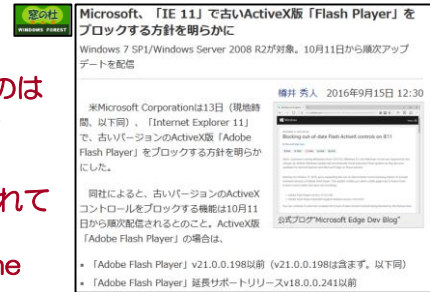 窓の杜
WINDOWS FOREST
Microsoft、「IE 11」で古いActiveX版「Flash Player」を
ブロックする方針を明らかに
Windows 7 SP1/Windows Server 2008 R2が対象。10月11日から順次アップ
デートを配信
樽井 秀人 2016年9月15日 12:30
のは
れて
ne
米Microsoft Corporationは13日（現地時
間、以下同）、「Internet Explorer 11」
で、古いバージョンのActiveX版「Adobe
Flash Player」をブロックする方針を明らか
にした。
同社によると、古いバージョンのActiveX
コントロールをブロックする機能は10月11
日から順次配信されるとのこと。ActiveX版
「Adobe Flash Player」の場合は、
Blocking out-of-date Flash ActiveX controls on IE11
公式ブログ"Microsoft Edge Dev Blog"
▪ 「Adobe Flash Player」v21.0.0.198以前（v21.0.0.198は含まず。以下同）
▪ 「Adobe Flash Player」延長サポートリリースv18.0.0.241以前